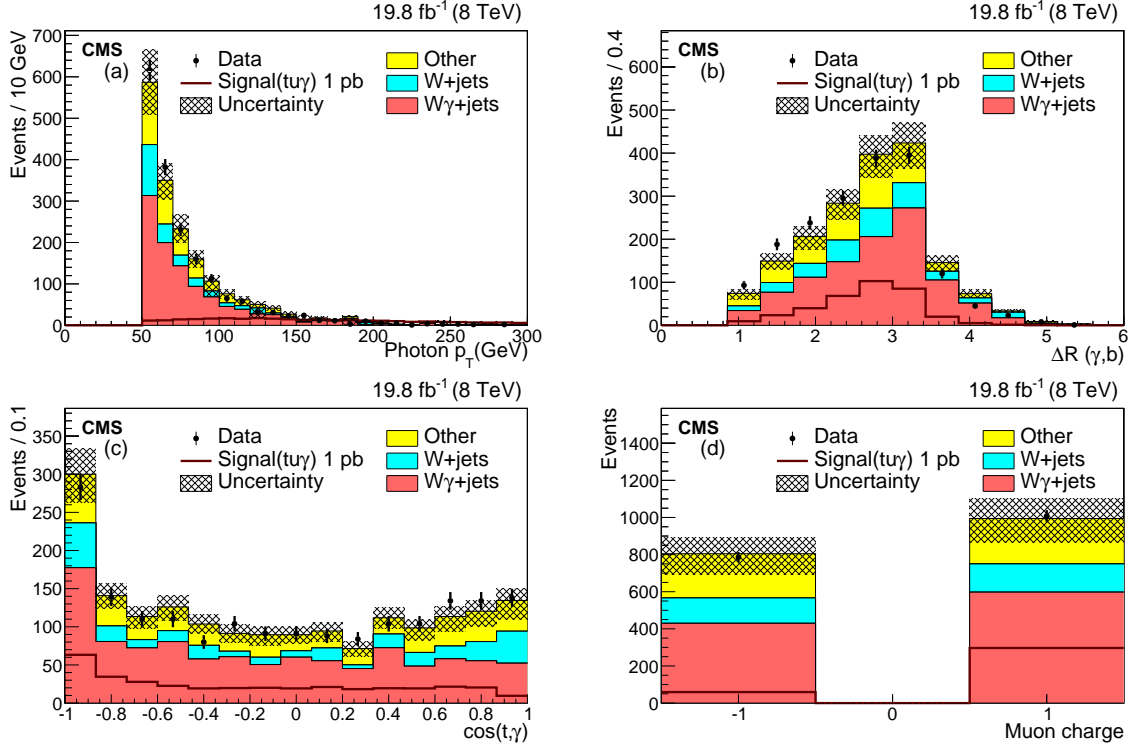 19.8 fb⁻¹ (8 TeV)
CMS
(a)
Data
Signal(tuγ) 1 pb
Uncertainty
Other
W+jets
Wγ+jets
Events / 10 GeV
700
600
500
400
300
200
100
0
0 50 100 150 200 250 300
Photon p_T(GeV)
19.8 fb⁻¹ (8 TeV)
CMS
(b)
Data
Signal(tuγ) 1 pb
Uncertainty
Other
W+jets
Wγ+jets
Events / 0.4
600
500
400
300
200
100
0
0 1 2 3 4 5 6
ΔR (γ,b)
19.8 fb⁻¹ (8 TeV)
CMS
(c)
Data
Signal(tuγ) 1 pb
Uncertainty
Other
W+jets
Wγ+jets
Events / 0.1
350
300
250
200
150
100
50
0
-1 -0.8 -0.6 -0.4 -0.2 0 0.2 0.4 0.6 0.8 1
cos(t,γ)
19.8 fb⁻¹ (8 TeV)
CMS
(d)
Data
Signal(tuγ) 1 pb
Uncertainty
Other
W+jets
Wγ+jets
Events
1400
1200
1000
800
600
400
200
0
-1 0 1
Muon charge